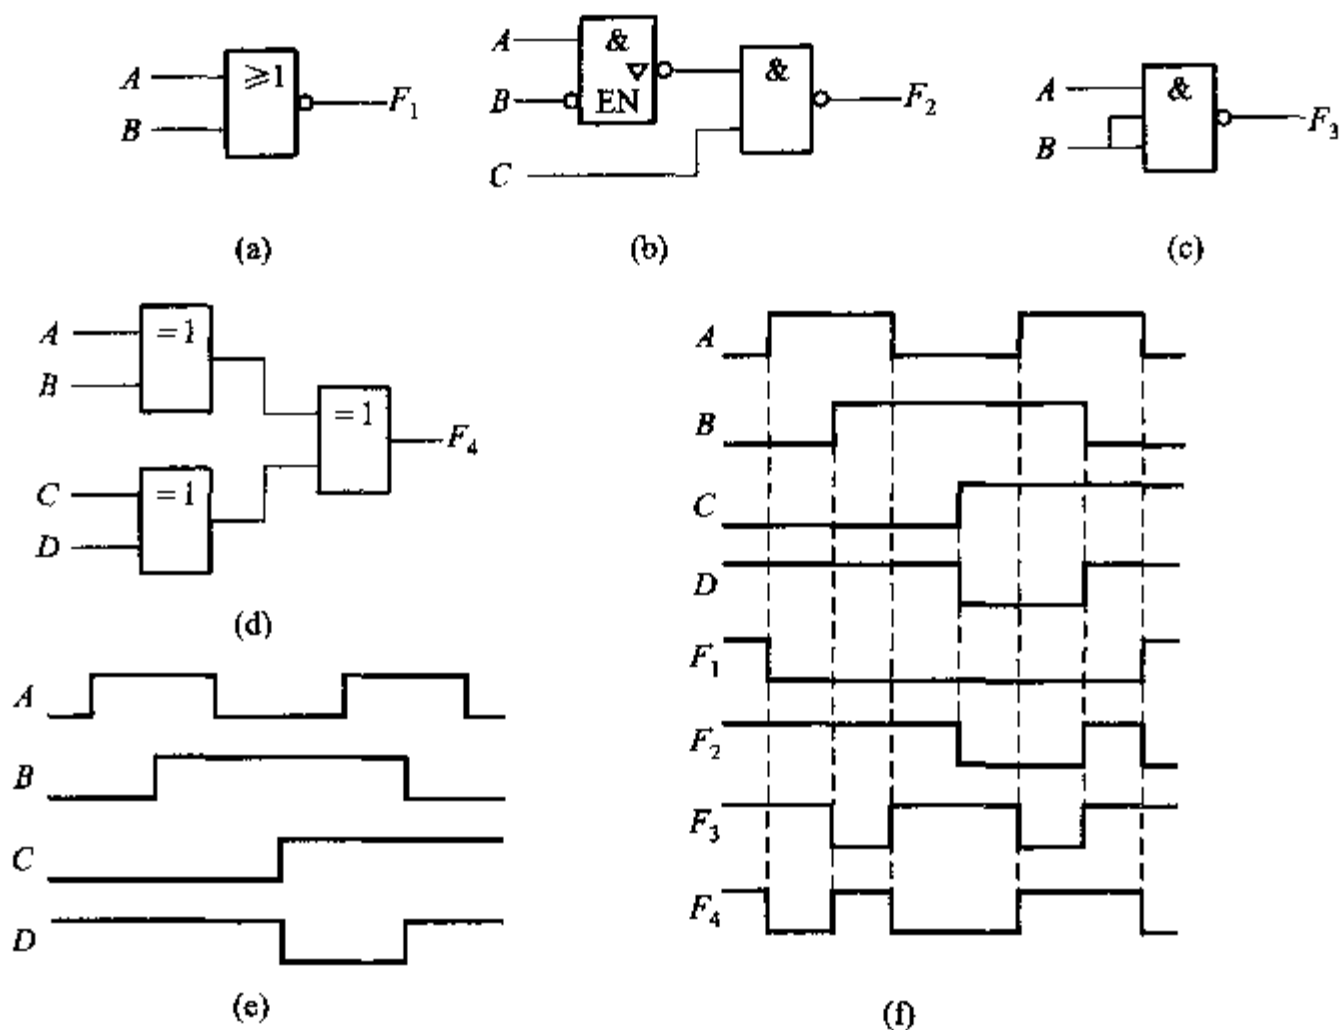 A
B
≥1
F₁
(a)
A
B
C
&
▽
EN
&
F₂
(b)
A
B
&
F₃
(c)
A
B
=1
C
D
=1
=1
F₄
(d)
A
B
C
D
(e)
A
B
C
D
F₁
F₂
F₃
F₄
(f)